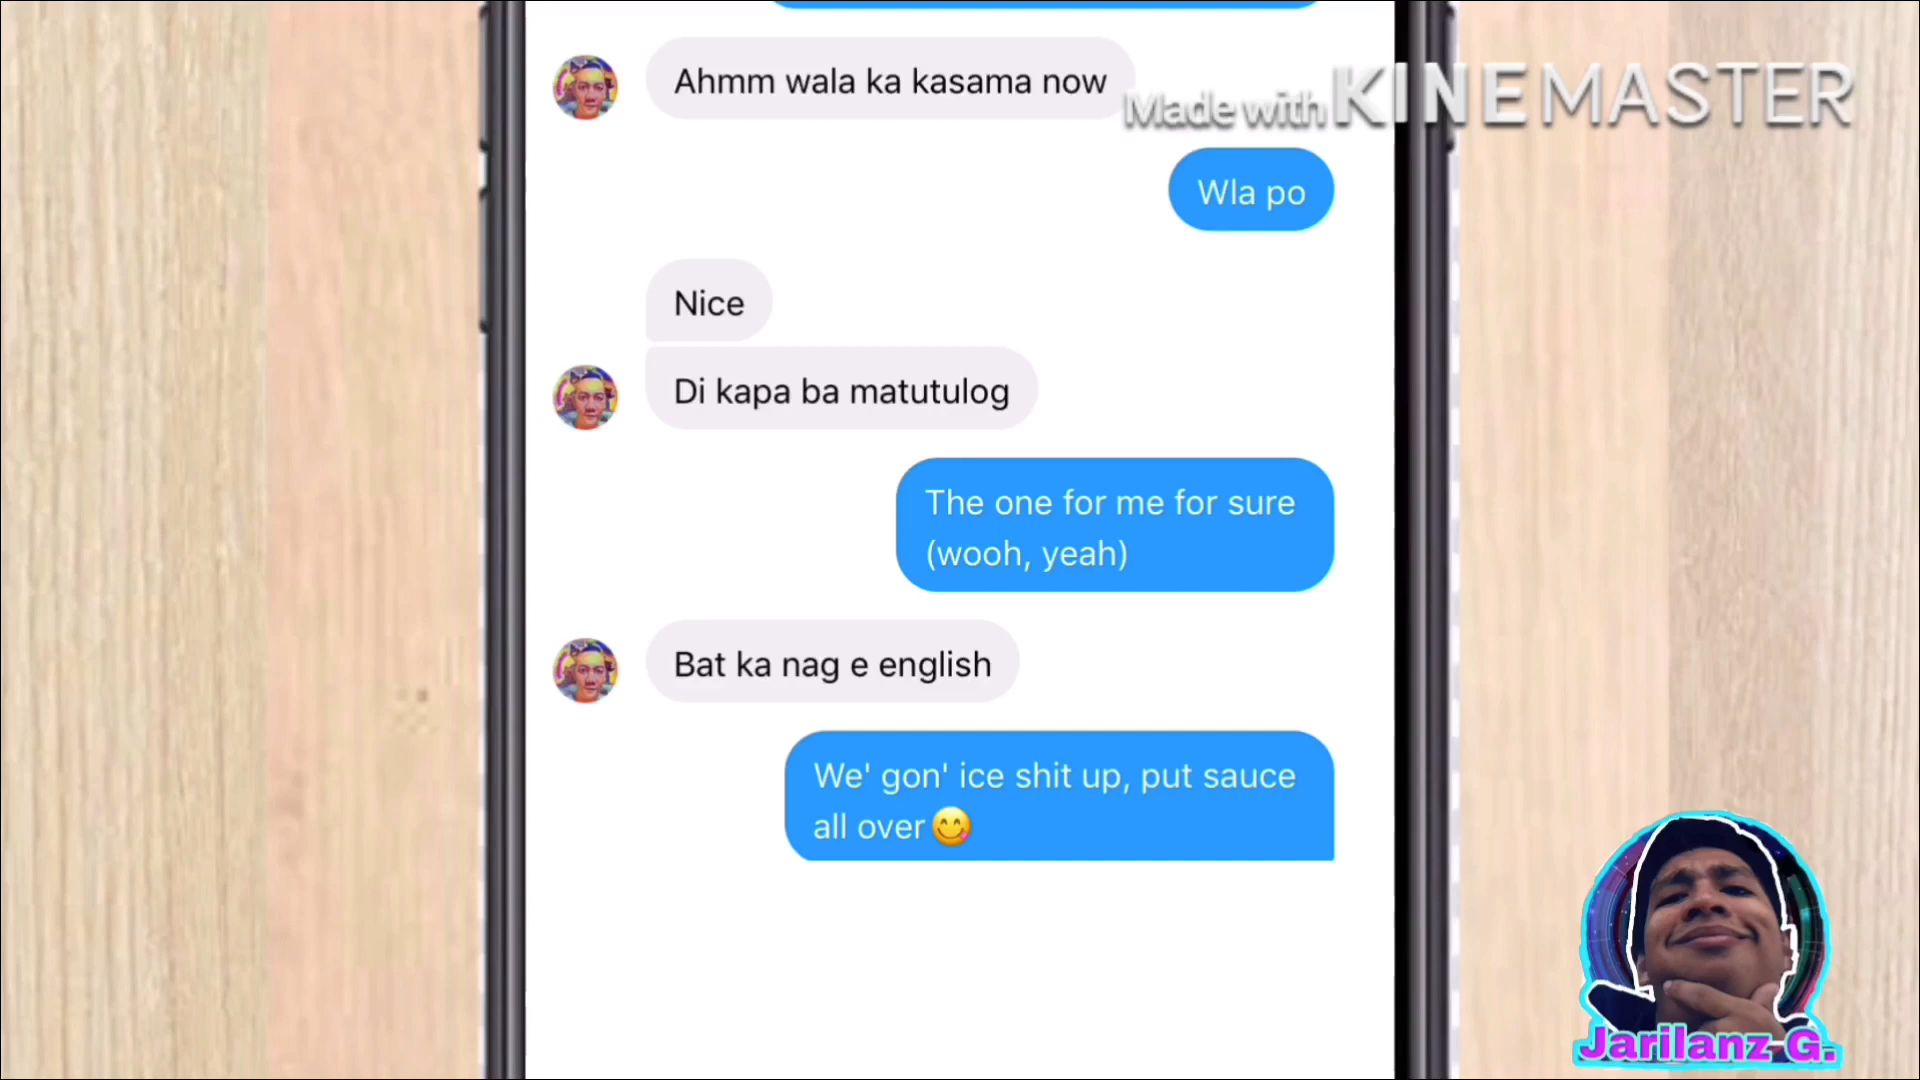 Ahmm wala ka kasama now
Made with KINEMASTER
Wla po
Nice
Di kapa ba matutulog
The one for me for sure
(wooh, yeah)
Bat ka nag e english
We' gon' ice shit up, put sauce
all over😋
Jarilanz G.